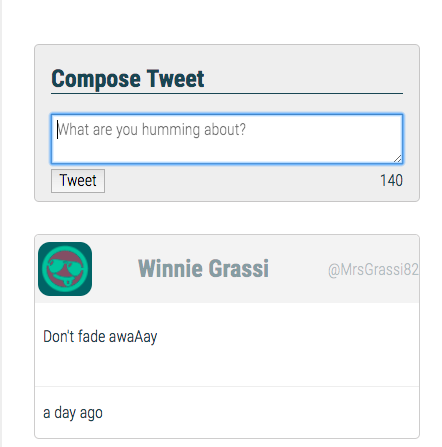 Compose Tweet
What are you humming about?
Tweet 140
Winnie Grassi @MrsGrassi82
Don't fade awaAay
a day ago